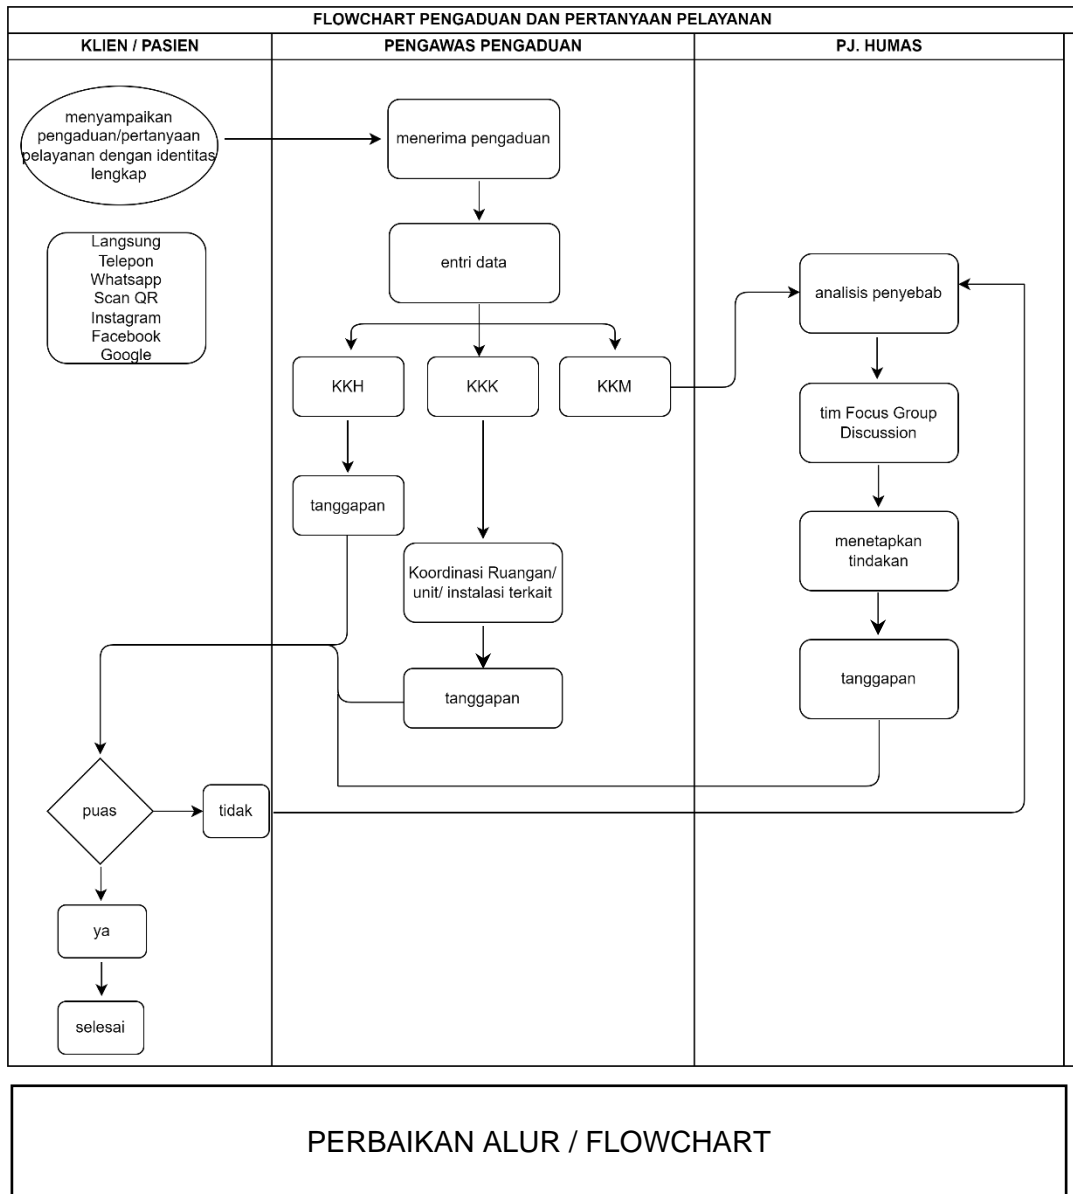 FLOWCHART PENGADUAN DAN PERTANYAAN PELAYANAN
KLIEN / PASIEN
PENGAWAS PENGADUAN
PJ. HUMAS
menyampaikan
pengaduan/pertanyaan
pelayanan dengan identitas
lengkap
Langsung
Telepon
Whatsapp
Scan QR
Instagram
Facebook
Google
menerima pengaduan
entri data
KKH
KKK
KKM
tanggapan
Koordinasi Ruangan/
unit/ instalasi terkait
tanggapan
analisis penyebab
tim Focus Group
Discussion
menetapkan
tindakan
tanggapan
puas
tidak
ya
selesai
PERBAIKAN ALUR / FLOWCHART